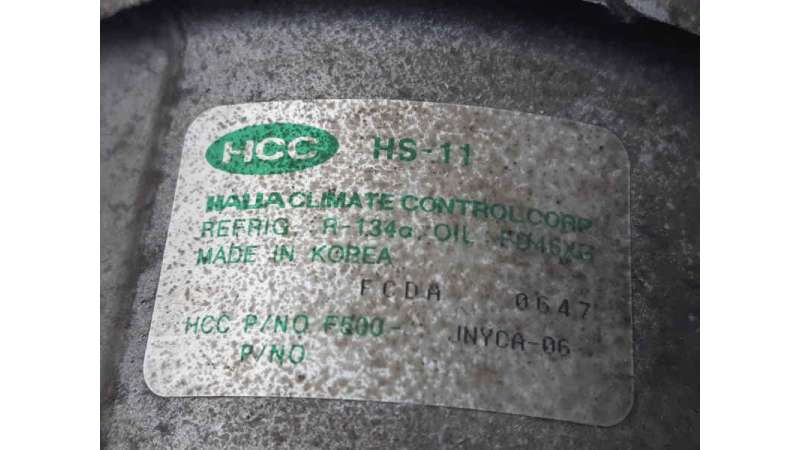 HCC HS-11
HALLA CLIMATE CONTROL CORP
REFRIG. R-134a OIL FD46XG
MADE IN KOREA
FCDA 0647
HCC P/NO F500- JNYCA-06
P/NO